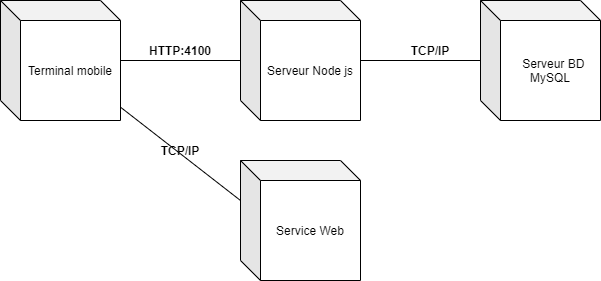 Terminal mobile
HTTP:4100
Serveur Node js
TCP/IP
Serveur BD
MySQL
TCP/IP
Service Web